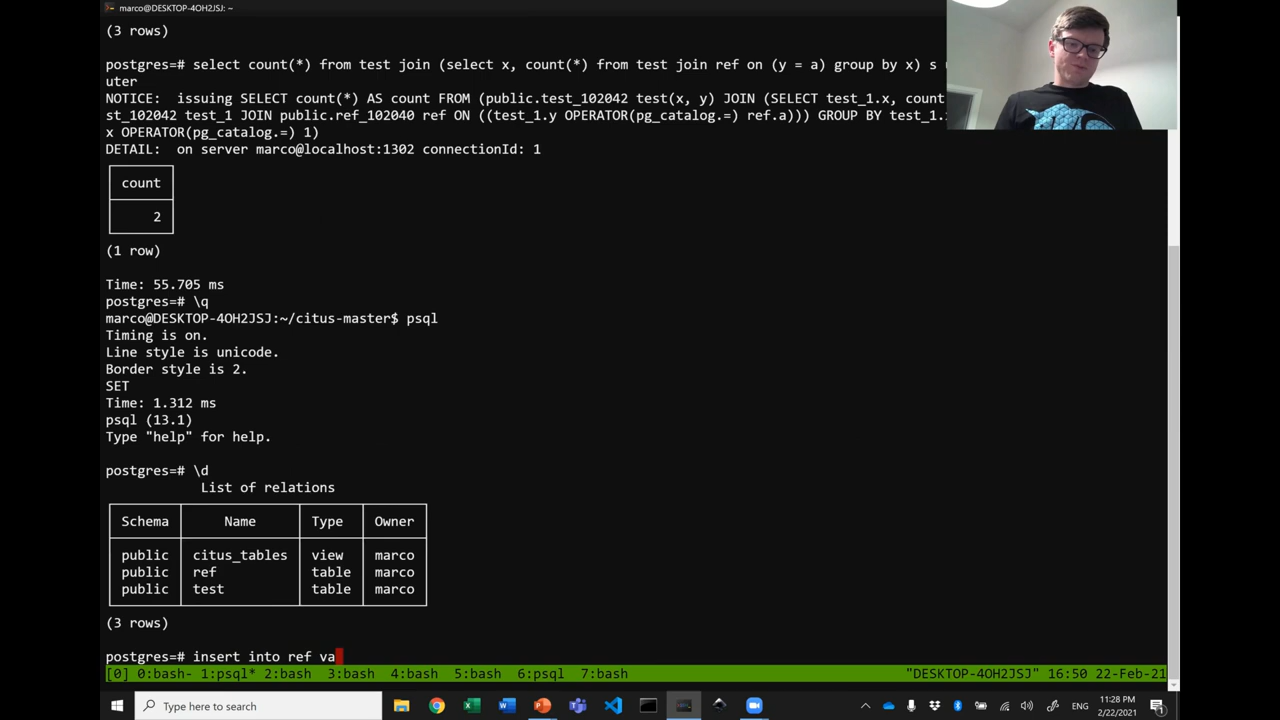 marco@DESKTOP-4OH2JSJ: ~
(3 rows)
postgres=# select count(*) from test join (select x, count(*) from test join ref on (y = a) group by x) s u
uter
NOTICE:  issuing SELECT count(*) AS count FROM (public.test_102042 test(x, y) JOIN (SELECT test_1.x, count
st_102042 test_1 JOIN public.ref_102040 ref ON ((test_1.y OPERATOR(pg_catalog.=) ref.a))) GROUP BY test_1.
x OPERATOR(pg_catalog.=) 1)
DETAIL:  on server marco@localhost:1302 connectionId: 1
count
2
(1 row)
Time: 55.705 ms
postgres=# \q
marco@DESKTOP-4OH2JSJ:~/citus-master$ psql
Timing is on.
Line style is unicode.
Border style is 2.
SET
Time: 1.312 ms
psql (13.1)
Type "help" for help.
postgres=# \d
List of relations
Schema Name Type Owner
public citus_tables view marco
public ref table marco
public test table marco
(3 rows)
postgres=# insert into ref va
[0] 0:bash- 1:psql* 2:bash 3:bash 4:bash 5:bash 6:psql 7:bash "DESKTOP-4OH2JSJ" 16:50 22-Feb-21
Type here to search
ENG
11:28 PM
2/22/2021
1